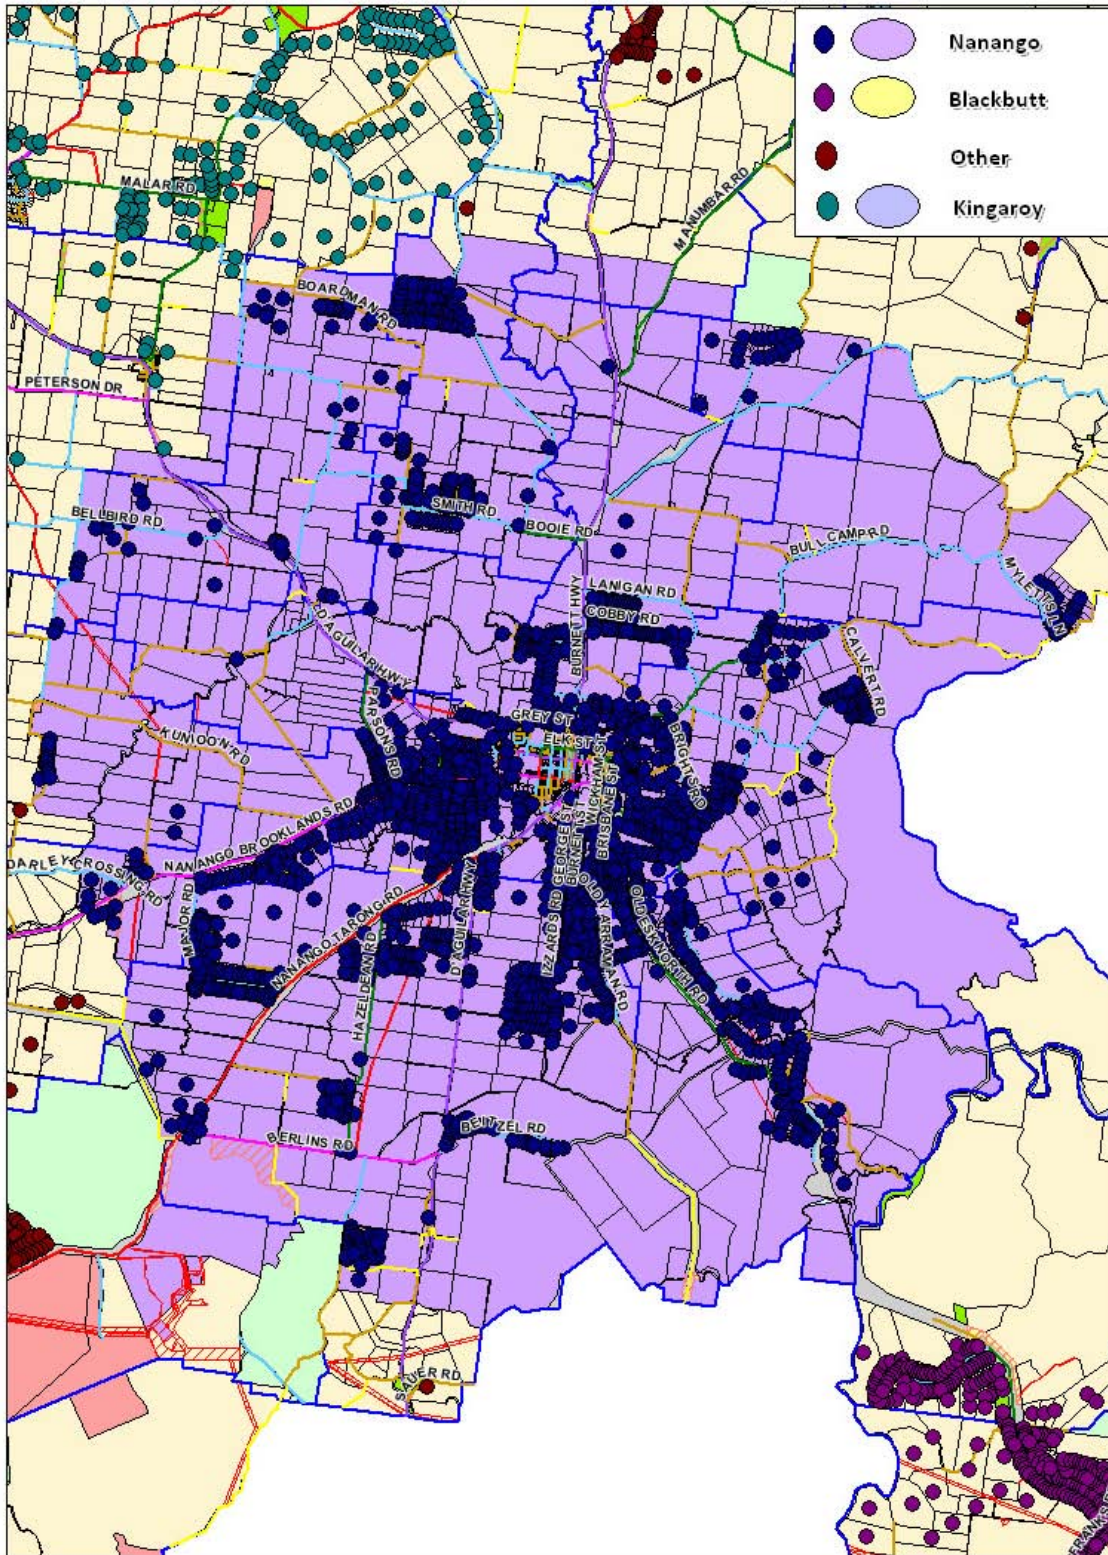 Nanango
Blackbutt
Other
Kingaroy
MALAR RD
MANUMBAR RD
BOARDMAN RD
PETERSON DR
SMITH RD
BELLBIRD RD
BOOIE RD
BULLCAMP RD
MYLETTS LN
LANIGAN RD
COBBY RD
BURNETT HWY
D'AGUILAR HWY
CALVERT RD
PARSONS RD
GREY ST
ELK ST
KUNIOON RD
BRIGHTS RD
WICKHAM ST
BRISBANE ST
NANANGO BROOKLANDS RD
GEORGE ST
BURNETT ST
DARLEY CROSSING RD
MAJOR RD
NANANGO TARONG RD
D'AGUILAR HWY
IZZARDS RD
OLD YARRAMAN RD
OLD ESK NORTH RD
HAZELDEAN RD
BERLINS RD
BEITZEL RD
SAUER RD